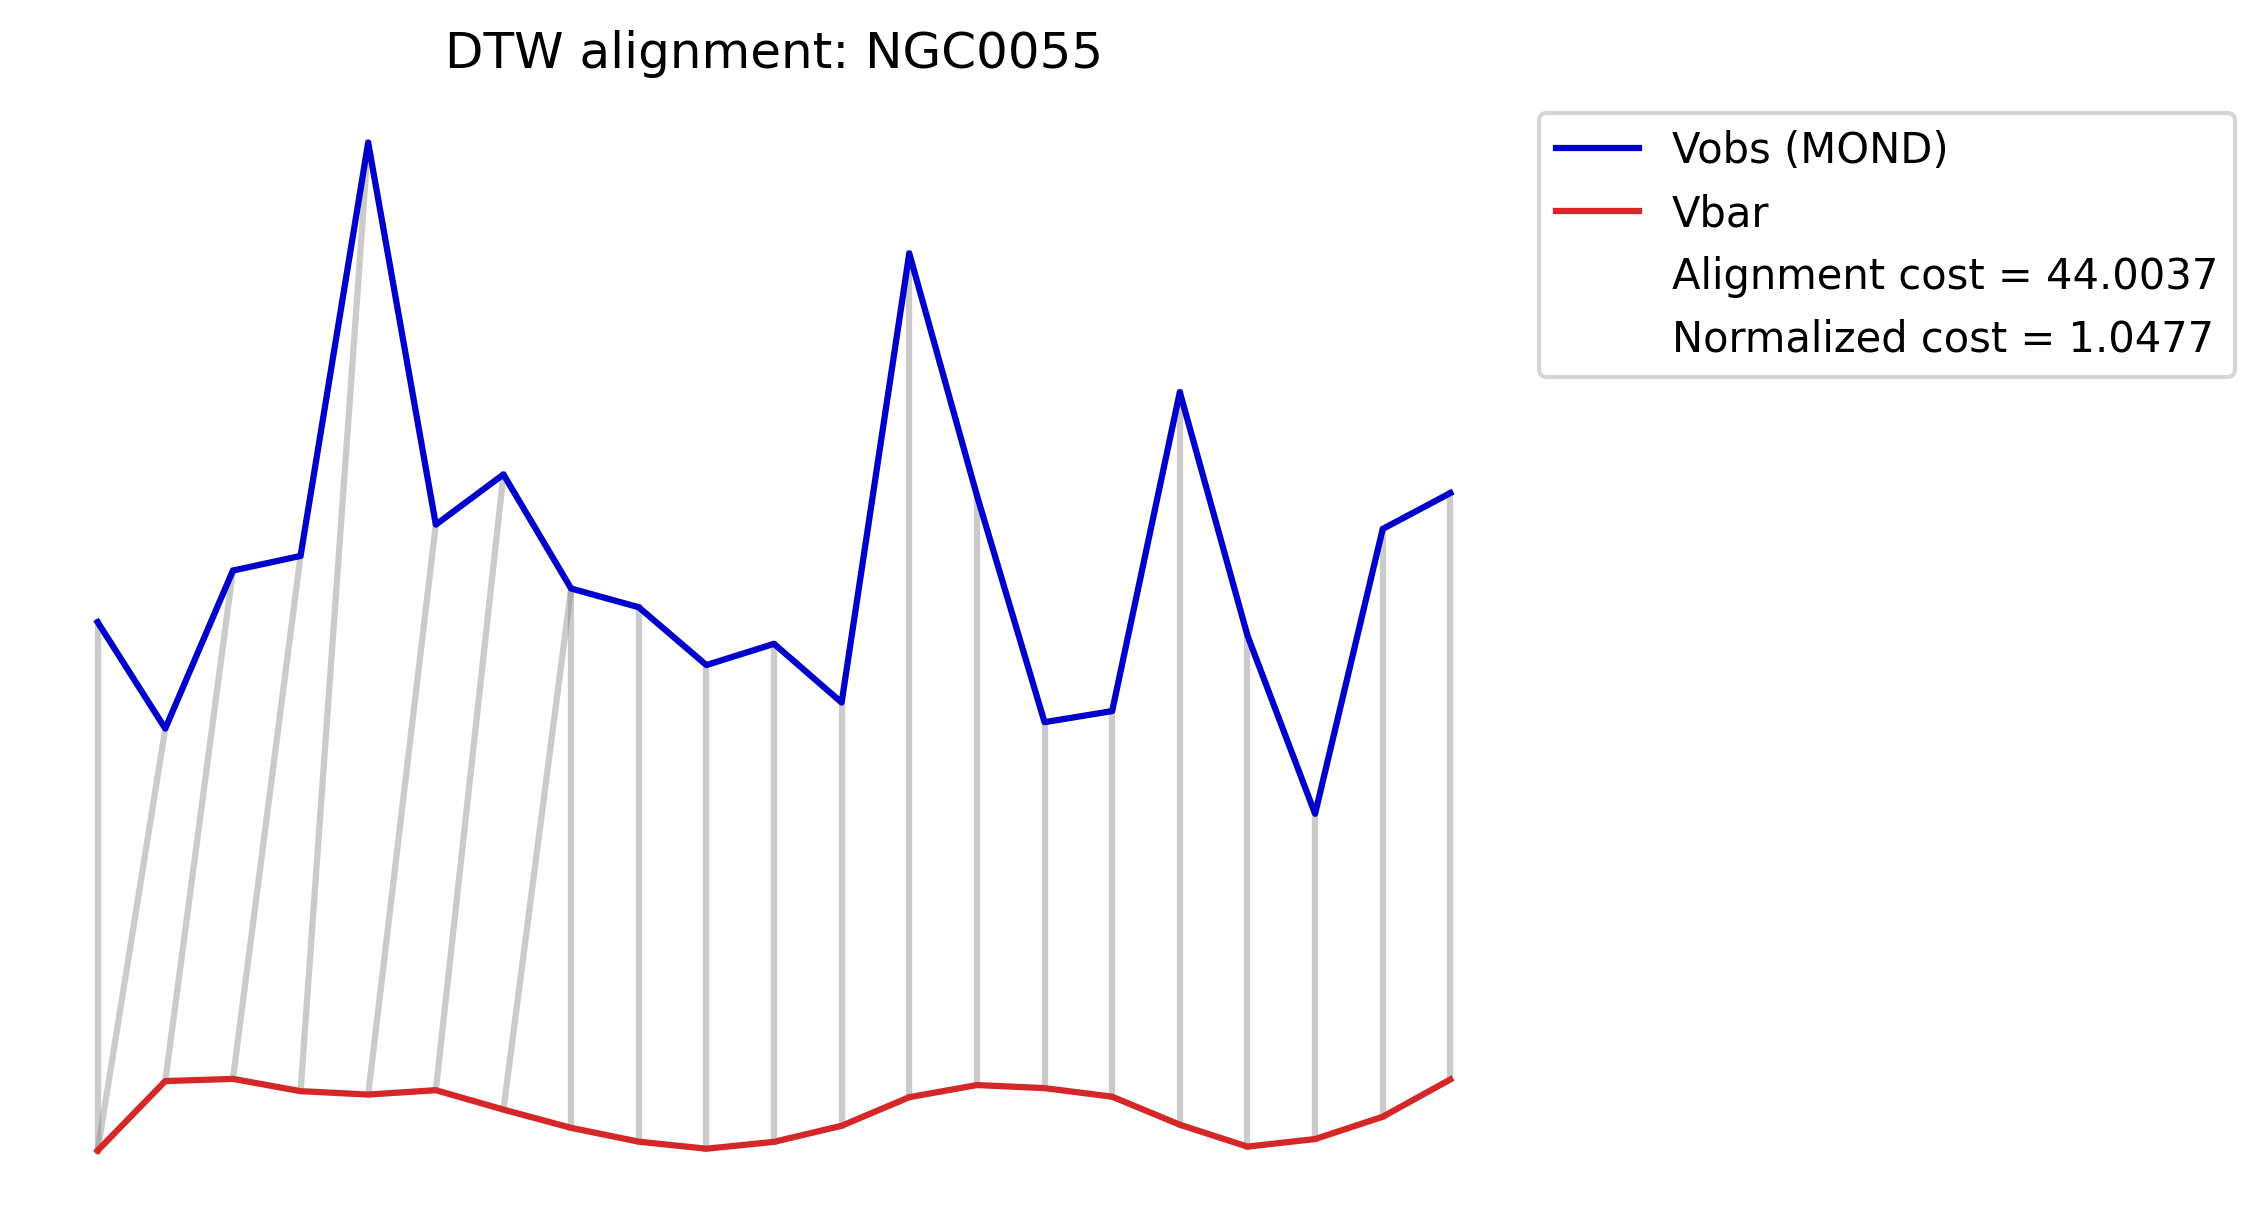 DTW alignment: NGC0055
Vobs (MOND)
Vbar
Alignment cost = 44.0037
Normalized cost = 1.0477